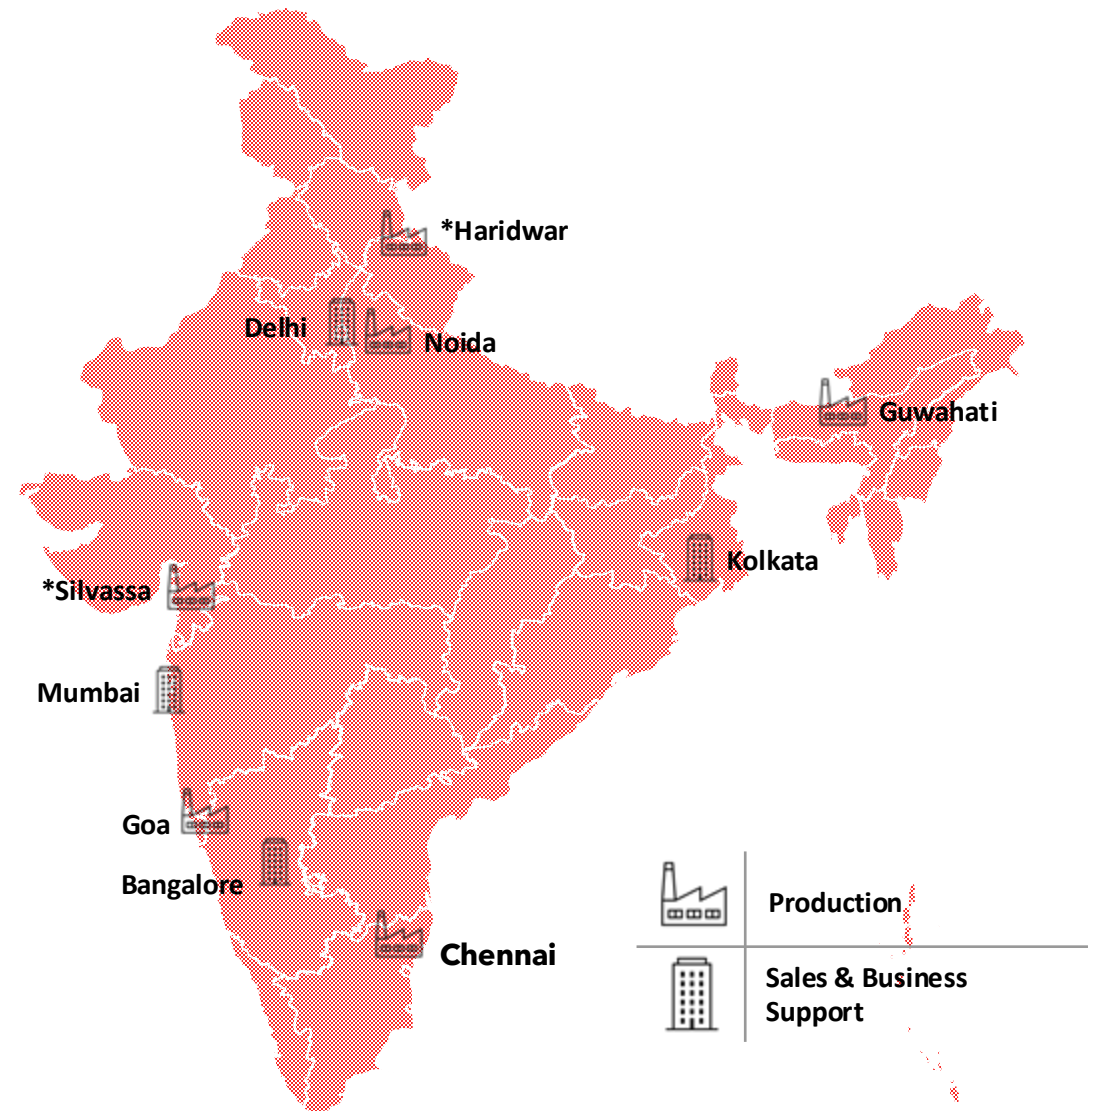 *Haridwar
Delhi
Noida
Guwahati
Kolkata
*Silvassa
Mumbai
Goa
Bangalore
Chennai
Production
Sales & Business
Support